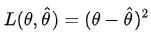 L(θ, θ̂) = (θ − θ̂)²